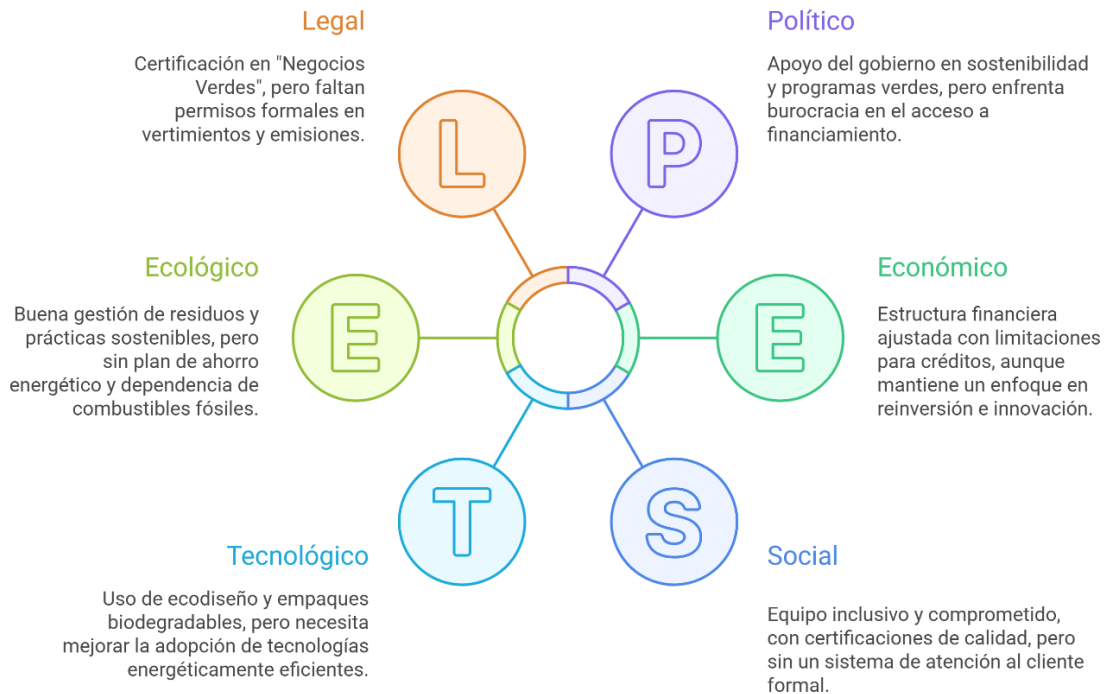 Legal
Certificación en "Negocios
Verdes", pero faltan
permisos formales en
vertimientos y emisiones.
L
Político
Apoyo del gobierno en sostenibilidad
y programas verdes, pero enfrenta
burocracia en el acceso a
financiamiento.
P
Ecológico
Buena gestión de residuos y
prácticas sostenibles, pero
sin plan de ahorro
energético y dependencia de
combustibles fósiles.
E
Económico
Estructura financiera
ajustada con limitaciones
para créditos, aunque
mantiene un enfoque en
reinversión e innovación.
E
Tecnológico
Uso de ecodiseño y empaques
biodegradables, pero necesita
mejorar la adopción de tecnologías
energéticamente eficientes.
T
Social
Equipo inclusivo y comprometido,
con certificaciones de calidad, pero
sin un sistema de atención al cliente
formal.
S